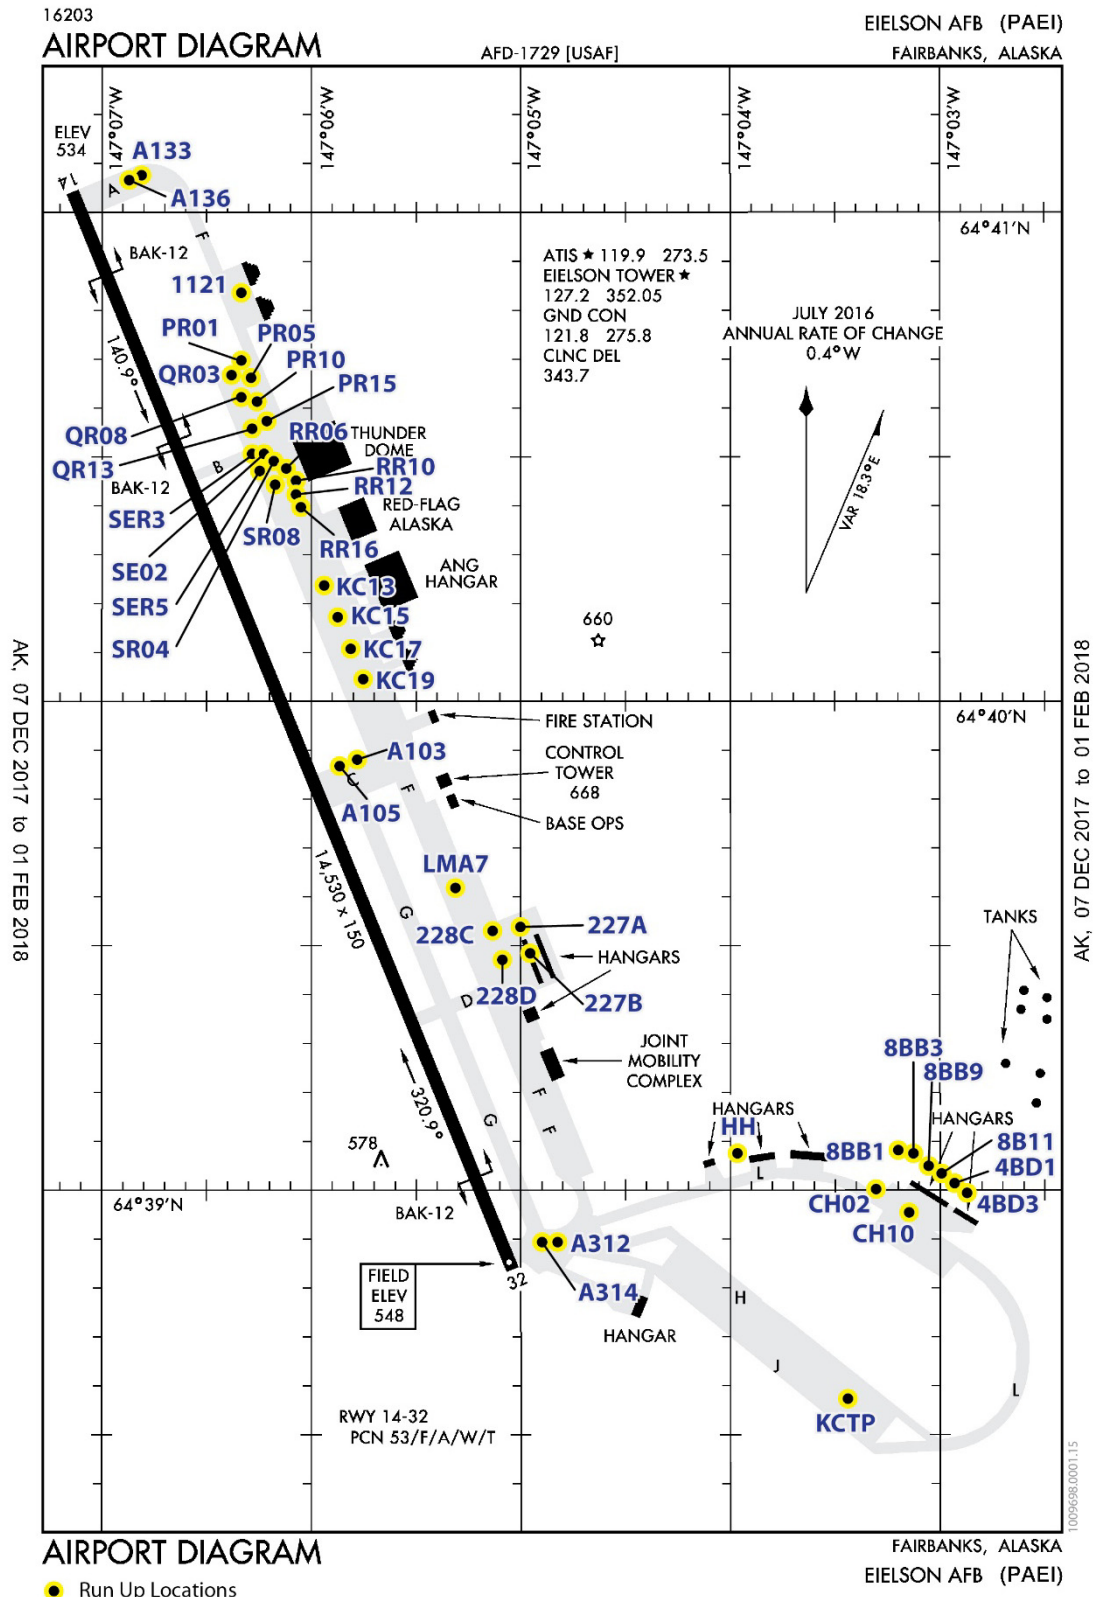 16203
AIRPORT DIAGRAM
AFD-1729 [USAF]
EIELSON AFB (PAEI)
FAIRBANKS, ALASKA
147°07'W
147°06'W
147°05'W
147°04'W
147°03'W
ELEV
534
14
A133
A
A136
F
64°41'N
BAK-12
1121
ATIS ★ 119.9 273.5
EIELSON TOWER ★
127.2 352.05
GND CON
121.8 275.8
CLNC DEL
343.7
JULY 2016
ANNUAL RATE OF CHANGE
0.4°W
VAR 18.3°E
140.9°
PR01
PR05
PR10
QR03
PR15
QR08
RR06
THUNDER
DOME
QR13
B
RR10
BAK-12
RR12
SER3
RED-FLAG
ALASKA
SR08
RR16
SE02
ANG
HANGAR
SER5
KC13
KC15
SR04
KC17
KC19
660
AK, 07 DEC 2017 to 01 FEB 2018
AK, 07 DEC 2017 to 01 FEB 2018
64°40'N
FIRE STATION
A103
CONTROL
TOWER
668
C
F
A105
BASE OPS
14,530 x 150
LMA7
G
227A
228C
HANGARS
228D
227B
D
TANKS
JOINT
MOBILITY
COMPLEX
320.9°
F
F
G
578
8BB3
8BB9
HANGARS
HH
HANGARS
8BB1
8B11
4BD1
L
CH02
4BD3
64°39'N
BAK-12
CH10
A312
32
A314
FIELD
ELEV
548
HANGAR
H
J
L
KCTP
RWY 14-32
PCN 53/F/A/W/T
1009698.0001.15
AIRPORT DIAGRAM
FAIRBANKS, ALASKA
EIELSON AFB (PAEI)
Run Up Locations